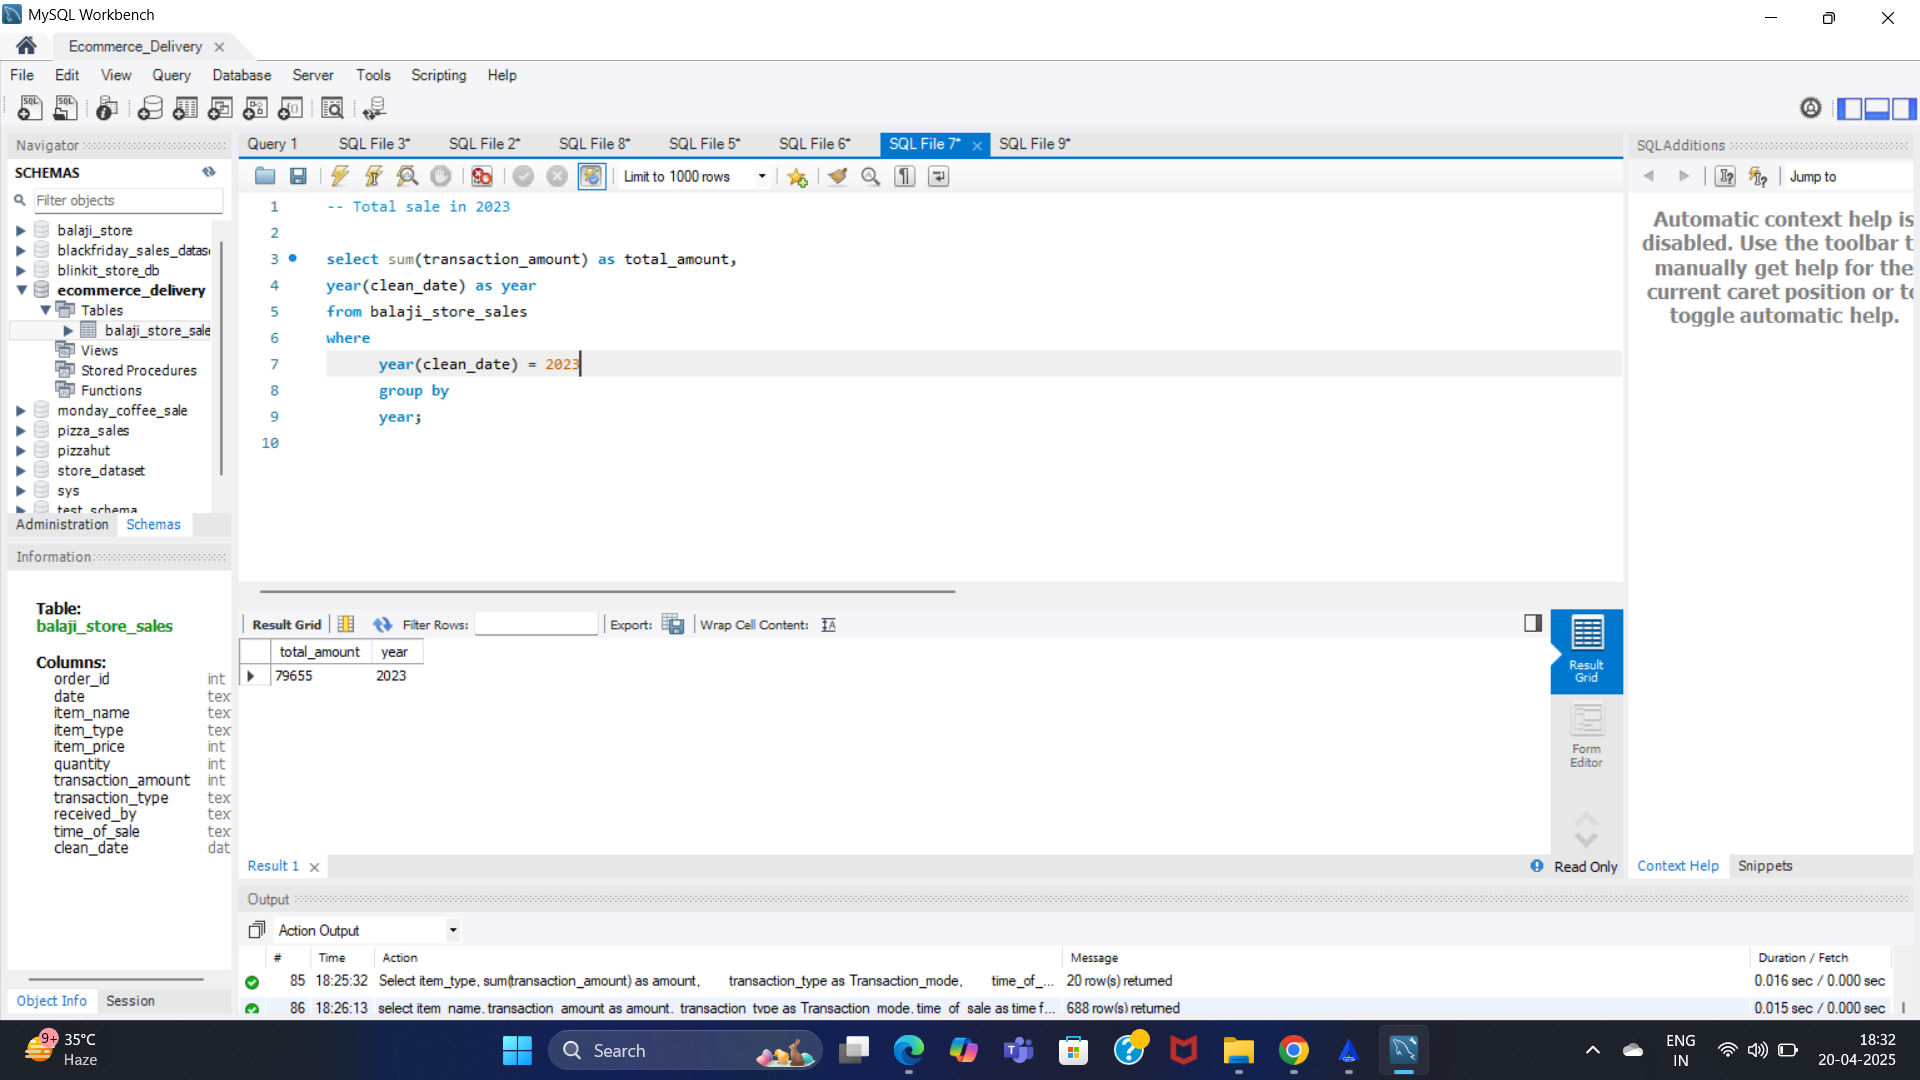 MySQL Workbench
Ecommerce_Delivery
File Edit View Query Database Server Tools Scripting Help
Navigator
SCHEMAS
Filter objects
balaji_store
blackfriday_sales_datas
blinkit_store_db
ecommerce_delivery
Tables
balaji_store_sale
Views
Stored Procedures
Functions
monday_coffee_sale
pizza_sales
pizzahut
store_dataset
sys
test_schema
Administration Schemas
Information
Table:
balaji_store_sales
Columns:
order_id int
date tex
item_name tex
item_type tex
item_price int
quantity int
transaction_amount int
transaction_type tex
received_by tex
time_of_sale tex
clean_date dat
Object Info Session
Query 1 SQL File 3* SQL File 2* SQL File 8* SQL File 5* SQL File 6* SQL File 7* SQL File 9*
Limit to 1000 rows
1 -- Total sale in 2023
2
3 select sum(transaction_amount) as total_amount,
4 year(clean_date) as year
5 from balaji_store_sales
6 where
7 year(clean_date) = 2023
8 group by
9 year;
10
Result Grid Filter Rows: Export: Wrap Cell Content:
total_amount year
79655 2023
Result Grid
Form Editor
Result 1
Read Only
SQLAdditions
Jump to
Automatic context help is
disabled. Use the toolbar t
manually get help for the
current caret position or to
toggle automatic help.
Context Help Snippets
Output
Action Output
# Time Action Message Duration / Fetch
85 18:25:32 Select item_type, sum(transaction_amount) as amount, transaction_type as Transaction_mode, time_of_... 20 row(s) returned 0.016 sec / 0.000 sec
86 18:26:13 select item_name, transaction_amount as amount, transaction_type as Transaction_mode, time_of_sale as time f... 688 row(s) returned 0.015 sec / 0.000 sec
9+
35°C
Haze
Search
ENG
IN
18:32
20-04-2025